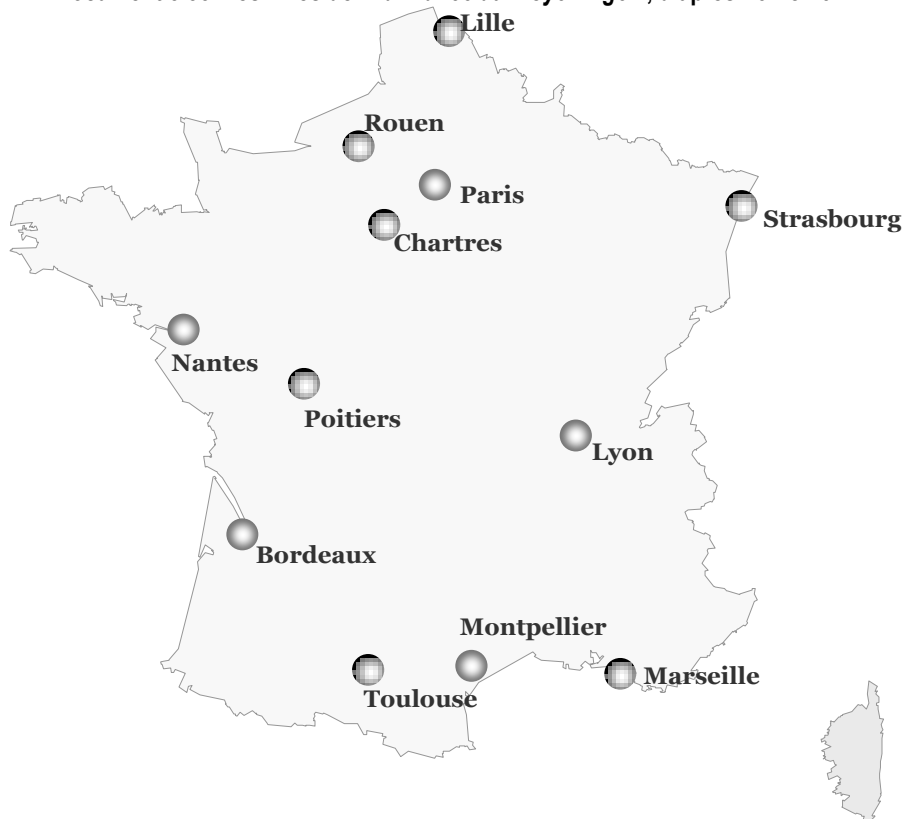 Lille
Rouen
Paris
Strasbourg
Chartres
Nantes
Poitiers
Lyon
Bordeaux
Montpellier
Marseille
Toulouse